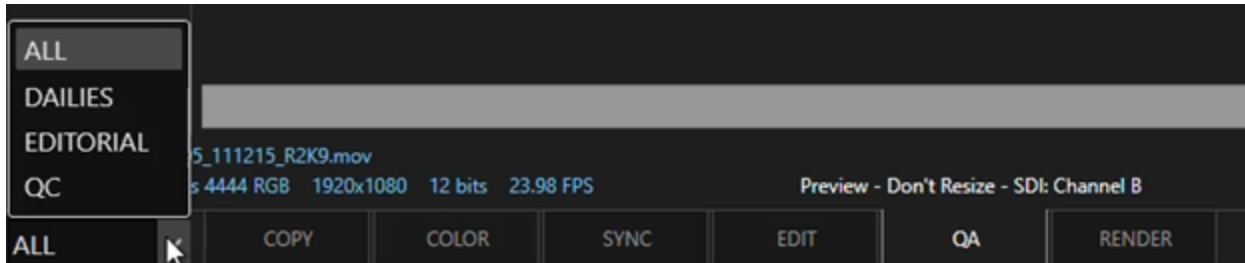 ALL
DAILIES
EDITORIAL
QC
5_111215_R2K9.mov
s 4444 RGB 1920x1080 12 bits 23.98 FPS
Preview - Don't Resize - SDI: Channel B
ALL
COPY
COLOR
SYNC
EDIT
QA
RENDER